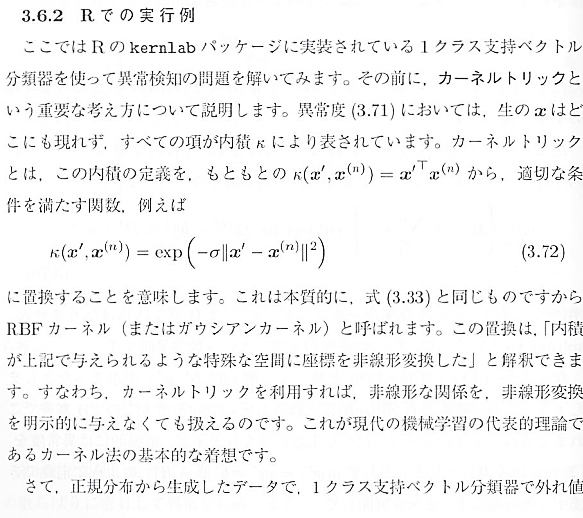 3.6.2 Rでの実行例
ここではRのkernlabパッケージに実装されている1クラス支持ベクトル
分類器を使って異常検知の問題を解いてみます。その前に，カーネルトリックと
いう重要な考え方について説明します。異常度(3.71)においては，生のxはど
こにも現れず，すべての項が内積κにより表されています。カーネルトリック
とは，この内積の定義を，もともとのκ(x′, x⁽ⁿ⁾) = x′⊤x⁽ⁿ⁾から，適切な条
件を満たす関数，例えば
κ(x′, x⁽ⁿ⁾) = exp(−σ‖x′ − x⁽ⁿ⁾‖²) (3.72)
に置換することを意味します。これは本質的に，式(3.33)と同じものですから
RBFカーネル（またはガウシアンカーネル）と呼ばれます。この置換は，「内積
が上記で与えられるような特殊な空間に座標を非線形変換した」と解釈できま
す。すなわち，カーネルトリックを利用すれば，非線形な関係を，非線形変換
を明示的に与えなくても扱えるのです。これが現代の機械学習の代表的理論で
あるカーネル法の基本的な着想です。
さて，正規分布から生成したデータで，1クラス支持ベクトル分類器で外れ値